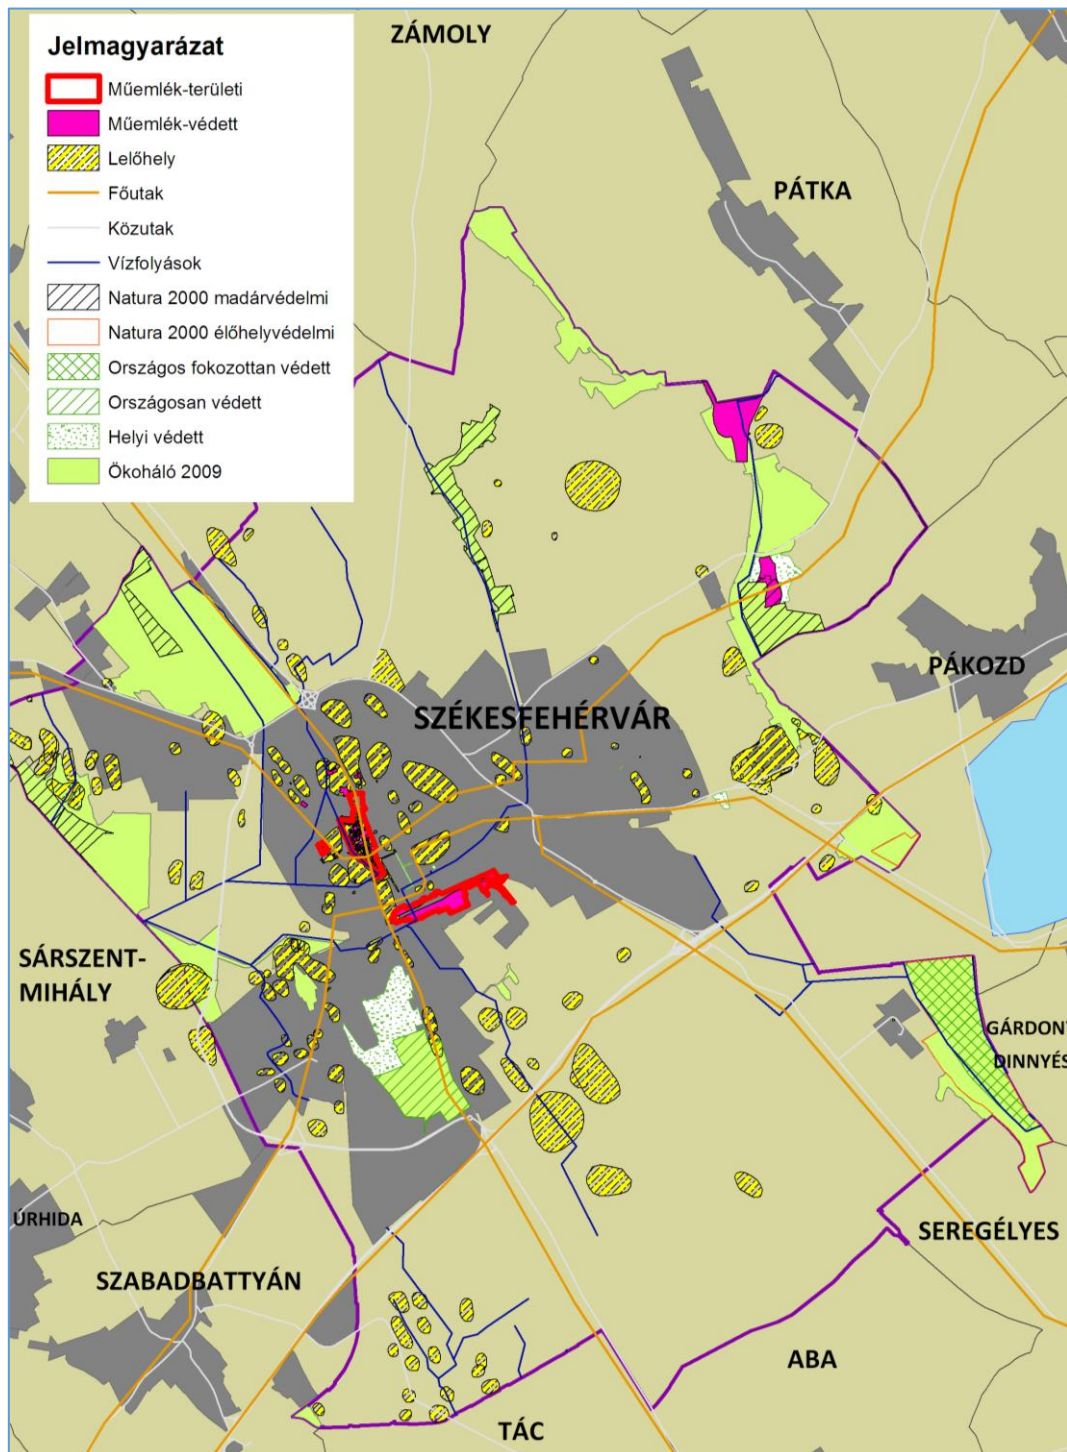 Jelmagyarázat
Műemlék-területi
Műemlék-védett
Lelőhely
Főutak
Közutak
Vízfolyások
Natura 2000 madárvédelmi
Natura 2000 élőhelyvédelmi
Országos fokozottan védett
Országosan védett
Helyi védett
Ökoháló 2009
ZÁMOLY
PÁTKA
PÁKOZD
SZÉKESFEHÉRVÁR
SÁRSZENT-
MIHÁLY
GÁRDONY
DINNYÉS
ÚRHIDA
SEREGÉLYES
SZABADBATTYÁN
ABA
TÁC